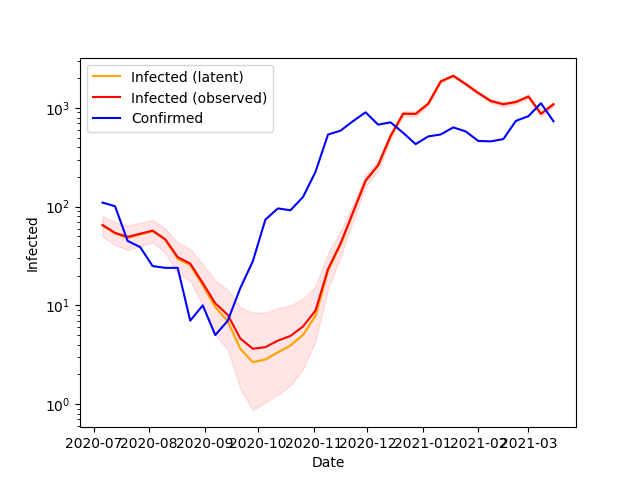 Infected (latent)
Infected (observed)
Confirmed
10³
10²
10¹
10⁰
Infected
2020-07 2020-08 2020-09 2020-10 2020-11 2020-12 2021-01 2021-02 2021-03
Date